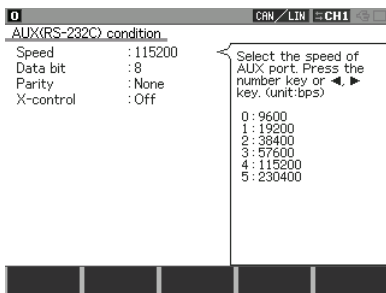 0 CAN/LIN CH1
AUX(RS-232C) condition
Speed :115200
Data bit :8
Parity :None
X-control :Off
Select the speed of
AUX port. Press the
number key or ◄, ►
key. (unit:bps)
0:9600
1:19200
2:38400
3:57600
4:115200
5:230400